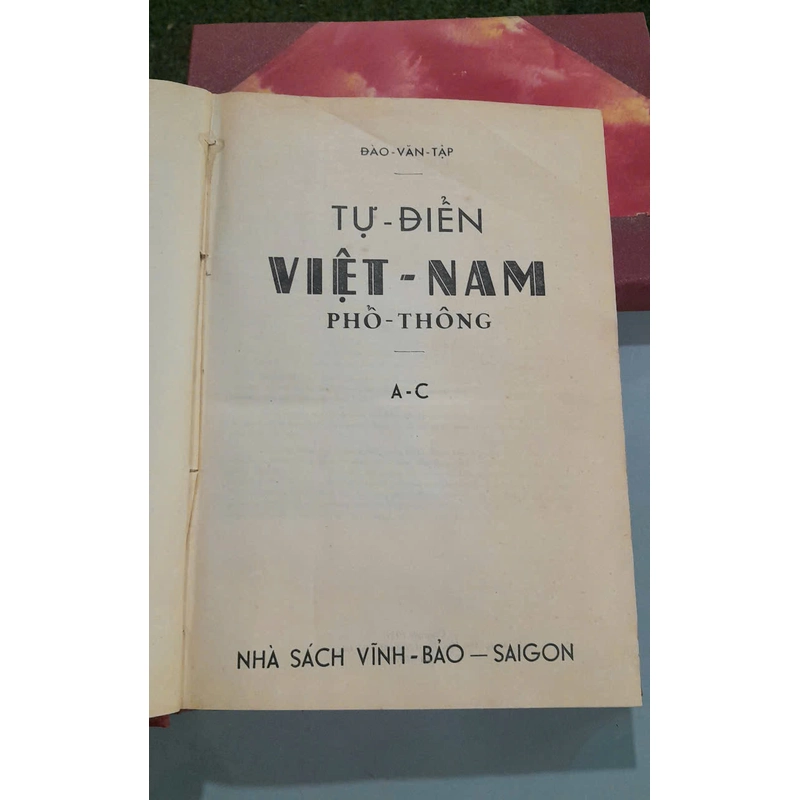 ĐÀO-VĂN-TẬP
TỰ-ĐIỂN
VIỆT-NAM
PHỔ-THÔNG
A-C
NHÀ SÁCH VĨNH-BẢO — SAIGON